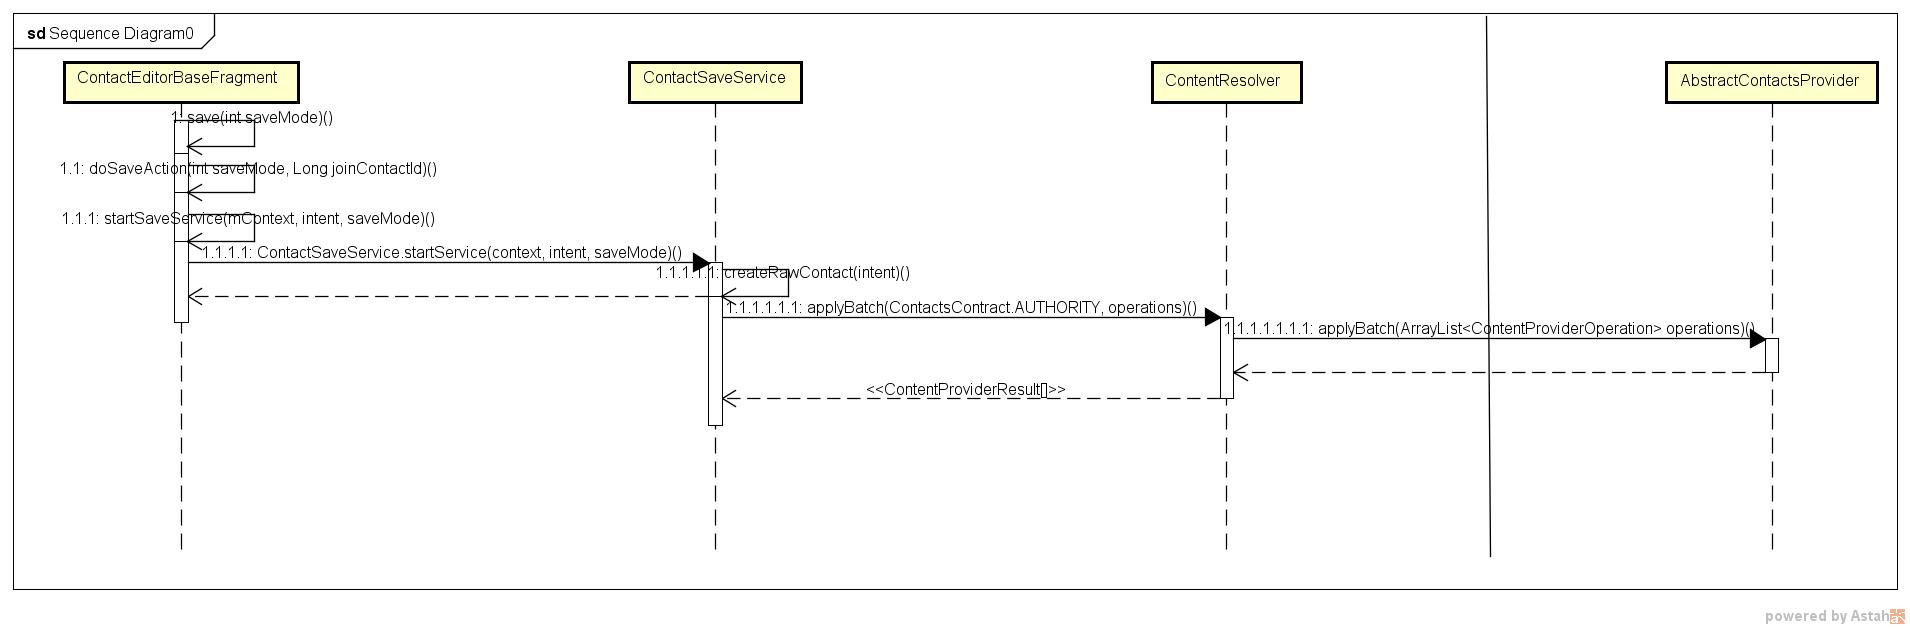 sd Sequence Diagram0
ContactEditorBaseFragment
ContactSaveService
ContentResolver
AbstractContactsProvider
1: save(int saveMode)()
1.1: doSaveAction(int saveMode, Long joinContactId)()
1.1.1: startSaveService(mContext, intent, saveMode)()
1.1.1.1: ContactSaveService.startService(context, intent, saveMode)()
1.1.1.1.1: createRawContact(intent)()
1.1.1.1.1.1: applyBatch(ContactsContract.AUTHORITY, operations)()
1.1.1.1.1.1.1: applyBatch(ArrayList<ContentProviderOperation> operations)()
<<ContentProviderResult[]>>
powered by Astah